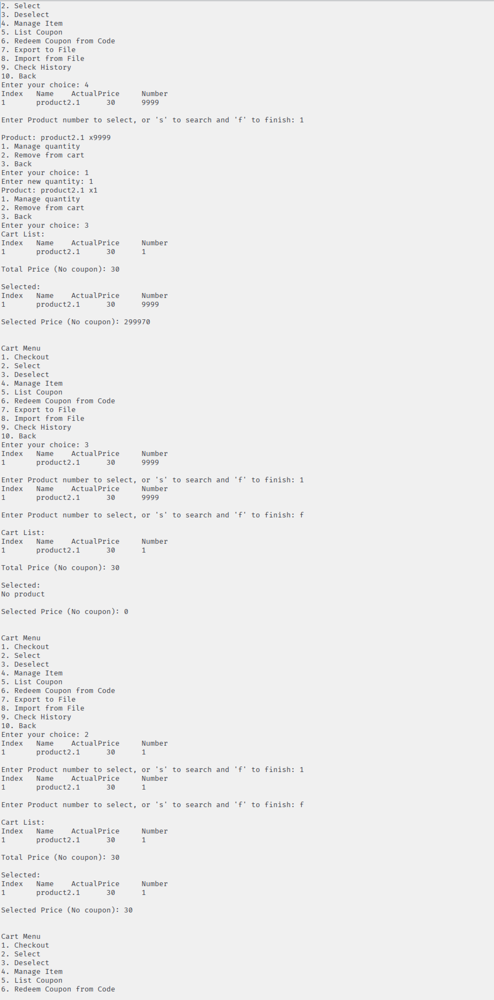 2. Select
3. Deselect
4. Manage Item
5. List Coupon
6. Redeem Coupon from Code
7. Export to File
8. Import from File
9. Check History
10. Back
Enter your choice: 4
Index   Name    ActualPrice     Number
1       product2.1      30      9999
Enter Product number to select, or 's' to search and 'f' to finish: 1
Product: product2.1 x9999
1. Manage quantity
2. Remove from cart
3. Back
Enter your choice: 1
Enter new quantity: 1
Product: product2.1 x1
1. Manage quantity
2. Remove from cart
3. Back
Enter your choice: 3
Cart List:
Index   Name    ActualPrice     Number
1       product2.1      30      1
Total Price (No coupon): 30
Selected:
Index   Name    ActualPrice     Number
1       product2.1      30      9999
Selected Price (No coupon): 299970
Cart Menu
1. Checkout
2. Select
3. Deselect
4. Manage Item
5. List Coupon
6. Redeem Coupon from Code
7. Export to File
8. Import from File
9. Check History
10. Back
Enter your choice: 3
Index   Name    ActualPrice     Number
1       product2.1      30      9999
Enter Product number to select, or 's' to search and 'f' to finish: 1
Index   Name    ActualPrice     Number
1       product2.1      30      9999
Enter Product number to select, or 's' to search and 'f' to finish: f
Cart List:
Index   Name    ActualPrice     Number
1       product2.1      30      1
Total Price (No coupon): 30
Selected:
No product
Selected Price (No coupon): 0
Cart Menu
1. Checkout
2. Select
3. Deselect
4. Manage Item
5. List Coupon
6. Redeem Coupon from Code
7. Export to File
8. Import from File
9. Check History
10. Back
Enter your choice: 2
Index   Name    ActualPrice     Number
1       product2.1      30      1
Enter Product number to select, or 's' to search and 'f' to finish: 1
Index   Name    ActualPrice     Number
1       product2.1      30      1
Enter Product number to select, or 's' to search and 'f' to finish: f
Cart List:
Index   Name    ActualPrice     Number
1       product2.1      30      1
Total Price (No coupon): 30
Selected:
Index   Name    ActualPrice     Number
1       product2.1      30      1
Selected Price (No coupon): 30
Cart Menu
1. Checkout
2. Select
3. Deselect
4. Manage Item
5. List Coupon
6. Redeem Coupon from Code